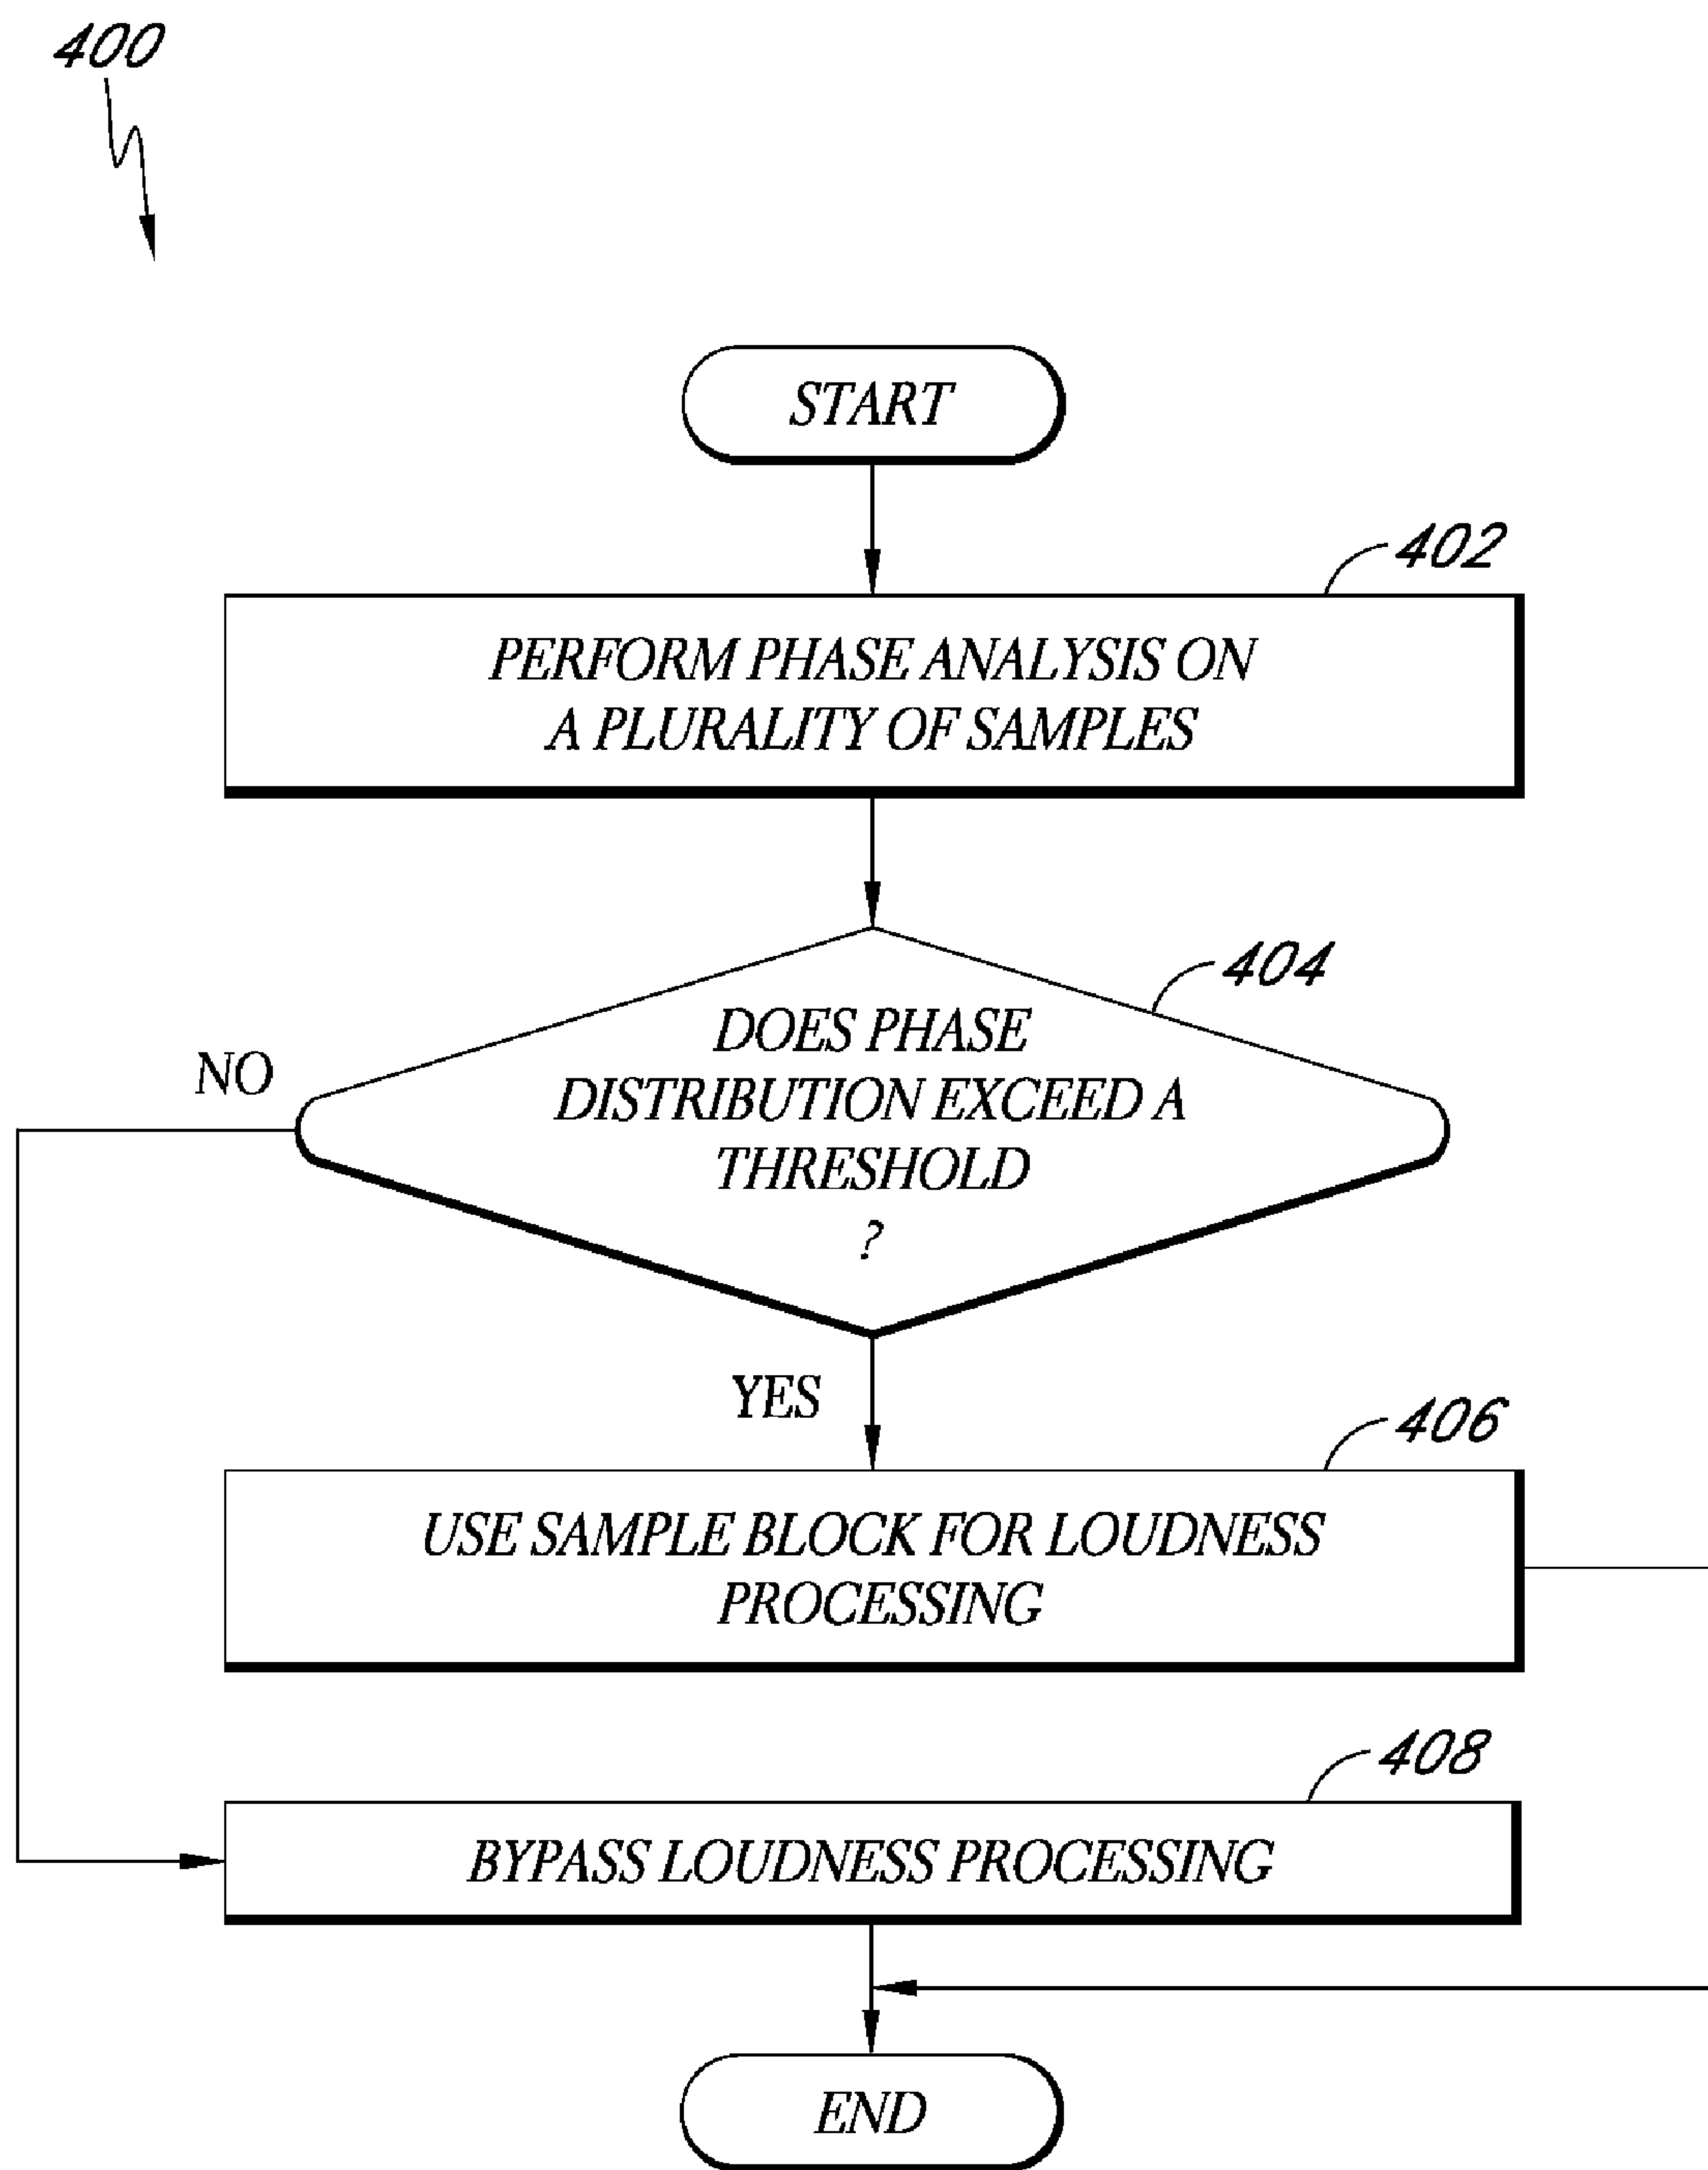 400
START
402
PERFORM PHASE ANALYSIS ON
A PLURALITY OF SAMPLES
404
DOES PHASE
DISTRIBUTION EXCEED A
THRESHOLD
?
NO
YES
406
USE SAMPLE BLOCK FOR LOUDNESS
PROCESSING
408
BYPASS LOUDNESS PROCESSING
END